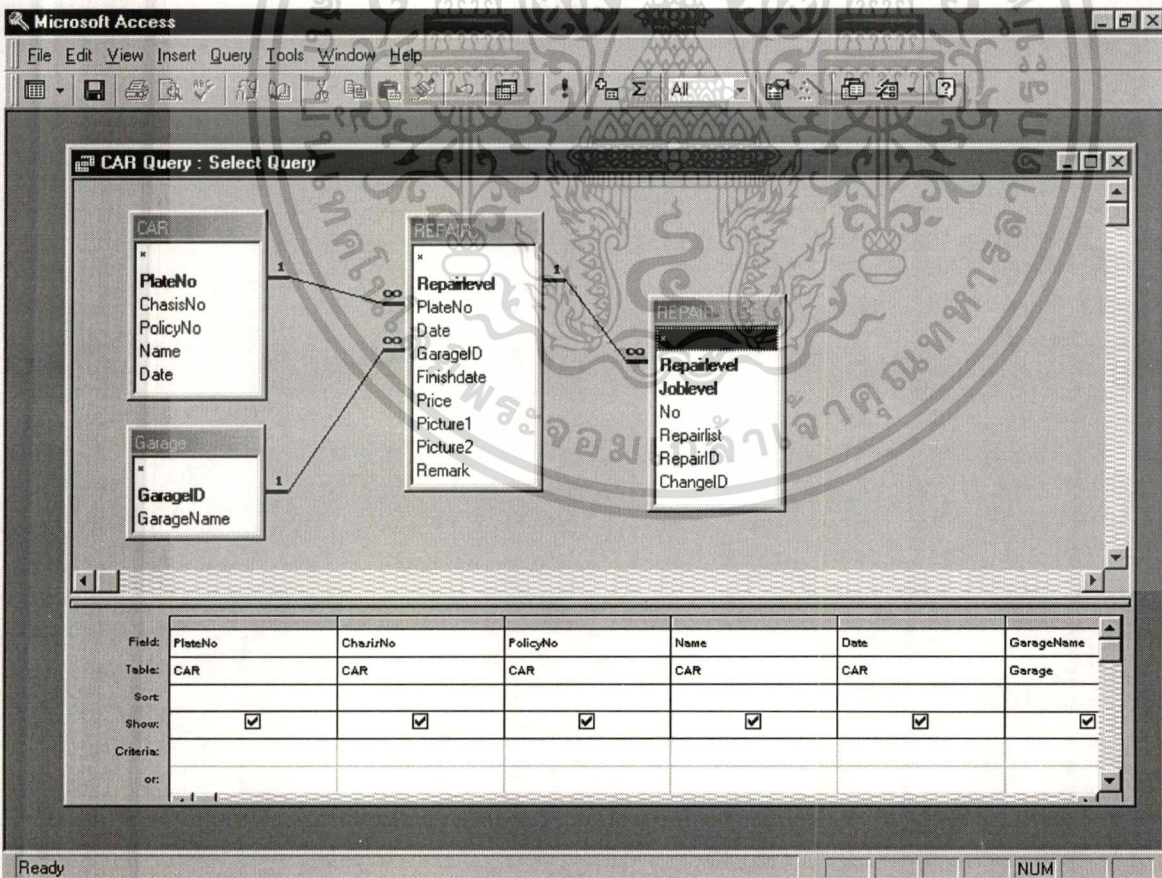 Microsoft Access
File Edit View Insert Query Tools Window Help
All
CAR Query : Select Query
CAR
*
PlateNo
ChasisNo
PolicyNo
Name
Date
1
∞
Garage
*
GarageID
GarageName
1
∞
REPAIR
*
Repairlevel
PlateNo
Date
GarageID
Finishdate
Price
Picture1
Picture2
Remark
1
∞
*
Repairlevel
Joblevel
No
Repairlist
RepairID
ChangeID
Field: PlateNo ChasisNo PolicyNo Name Date GarageName
Table: CAR CAR CAR CAR CAR Garage
Sort:
Show:
Criteria:
or:
Ready NUM